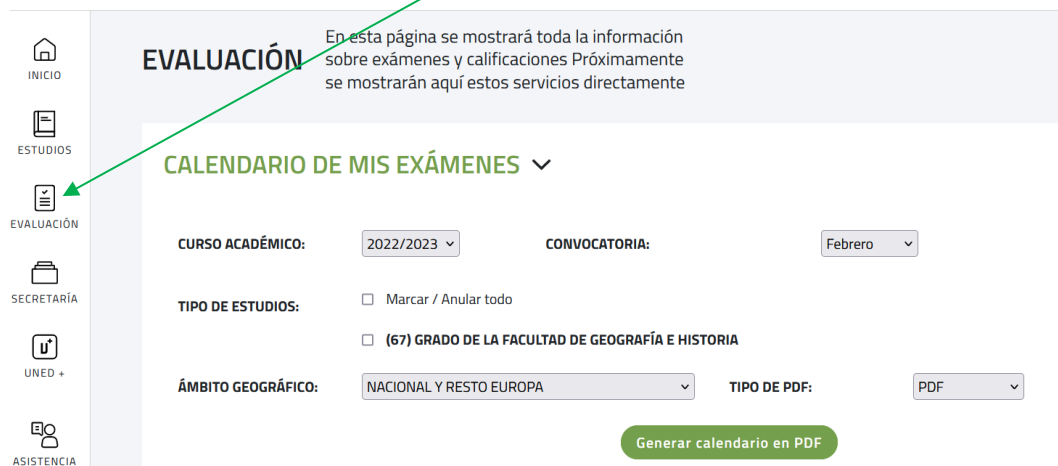 INICIO
ESTUDIOS
EVALUACIÓN
SECRETARÍA
UNED +
ASISTENCIA
EVALUACIÓN
En esta página se mostrará toda la información
sobre exámenes y calificaciones Próximamente
se mostrarán aquí estos servicios directamente
CALENDARIO DE MIS EXÁMENES
CURSO ACADÉMICO: 2022/2023 CONVOCATORIA: Febrero
TIPO DE ESTUDIOS: Marcar / Anular todo
(67) GRADO DE LA FACULTAD DE GEOGRAFÍA E HISTORIA
ÁMBITO GEOGRÁFICO: NACIONAL Y RESTO EUROPA TIPO DE PDF: PDF
Generar calendario en PDF